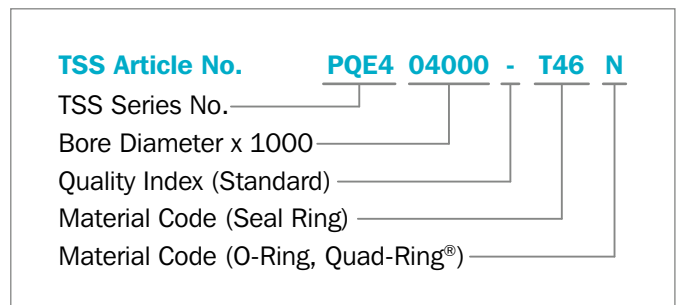 TSS Article No. PQE4 04000 - T46 N
TSS Series No.
Bore Diameter x 1000
Quality Index (Standard)
Material Code (Seal Ring)
Material Code (O-Ring, Quad-Ring®)